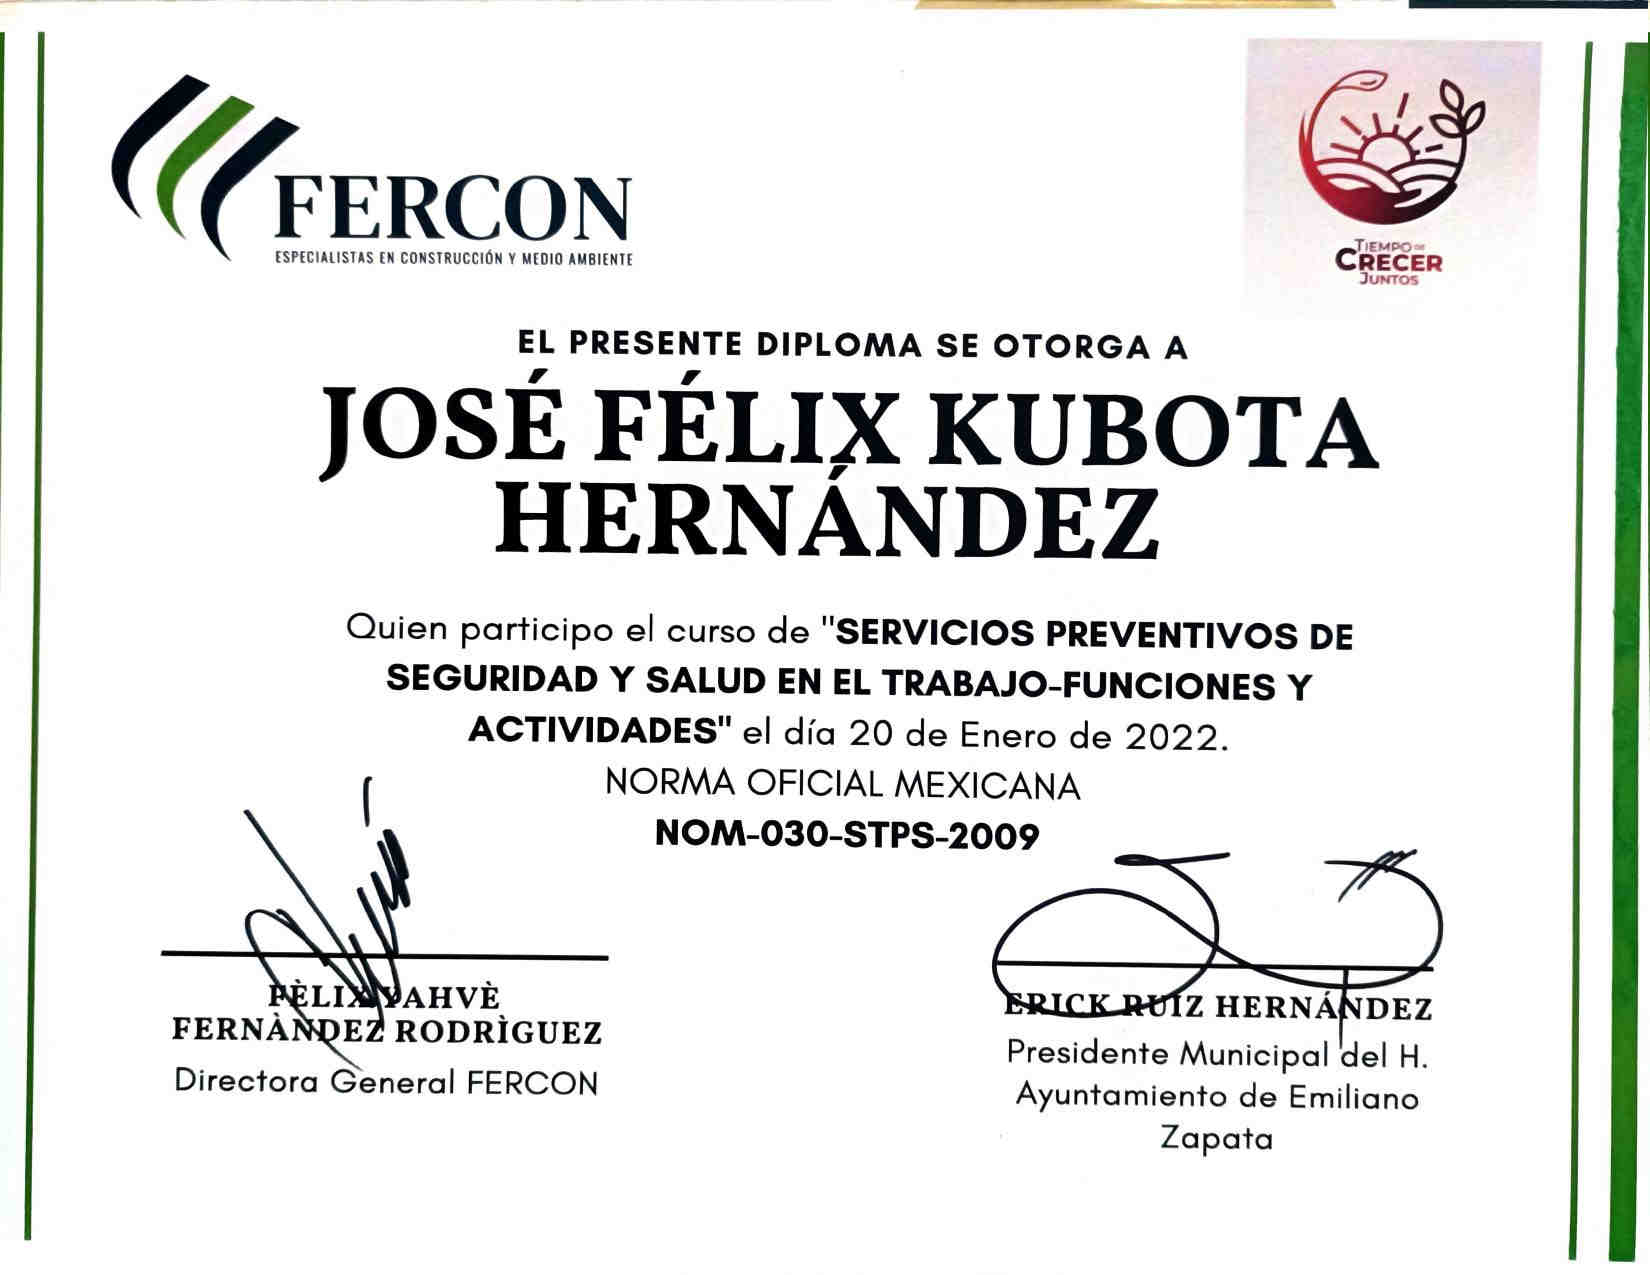 FERCON
ESPECIALISTAS EN CONSTRUCCIÓN Y MEDIO AMBIENTE
TIEMPO DE
CRECER
JUNTOS
EL PRESENTE DIPLOMA SE OTORGA A
JOSÉ FÉLIX KUBOTA
HERNÁNDEZ
Quien participo el curso de "SERVICIOS PREVENTIVOS DE
SEGURIDAD Y SALUD EN EL TRABAJO-FUNCIONES Y
ACTIVIDADES" el día 20 de Enero de 2022.
NORMA OFICIAL MEXICANA
NOM-030-STPS-2009
FÈLIX YAHVÈ
FERNÀNDEZ RODRÌGUEZ
Directora General FERCON
ERICK RUIZ HERNÁNDEZ
Presidente Municipal del H.
Ayuntamiento de Emiliano
Zapata